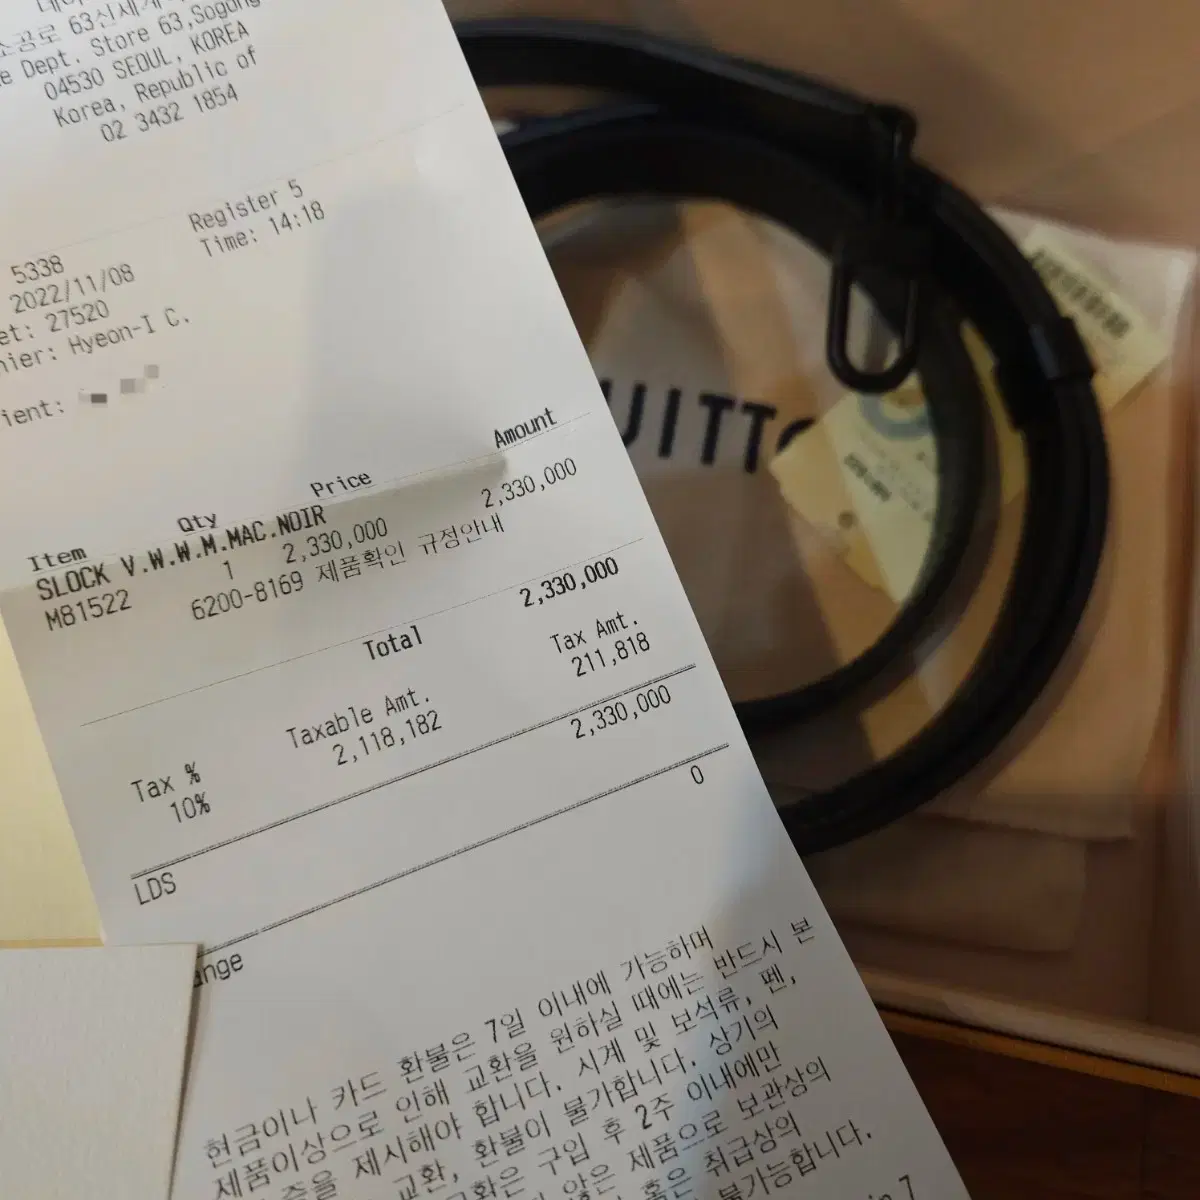 소공로 63신세계
Dept. Store 63,Sogong
04530 SEOUL, KOREA
Korea, Republic of
02 3432 1854
Register 5
5338
Time: 14:18
2022/11/08
et: 27520
hier: Hyeon-I C.
ient:
Item Qty Price Amount
SLOCK V.W.W.M.MAC.NOIR
M81522 1 2,330,000 2,330,000
6200-8169 제품확인 규정안내
Total 2,330,000
Tax % Taxable Amt. Tax Amt.
10% 2,118,182 211,818
LDS 2,330,000
ange 0
현금이나 카드 환불은 7일 이내에 가능하며
제품이상으로 인해 교환을 원하실 때에는 반드시 본
제시해야 합니다. 시계 및 보석류, 펜,
교환, 환불이 불가합니다. 상기의
구입 후 2주 이내에만
않은 제품으로 보관상의
혹은 취급상의
불가능합니다.
UITTO